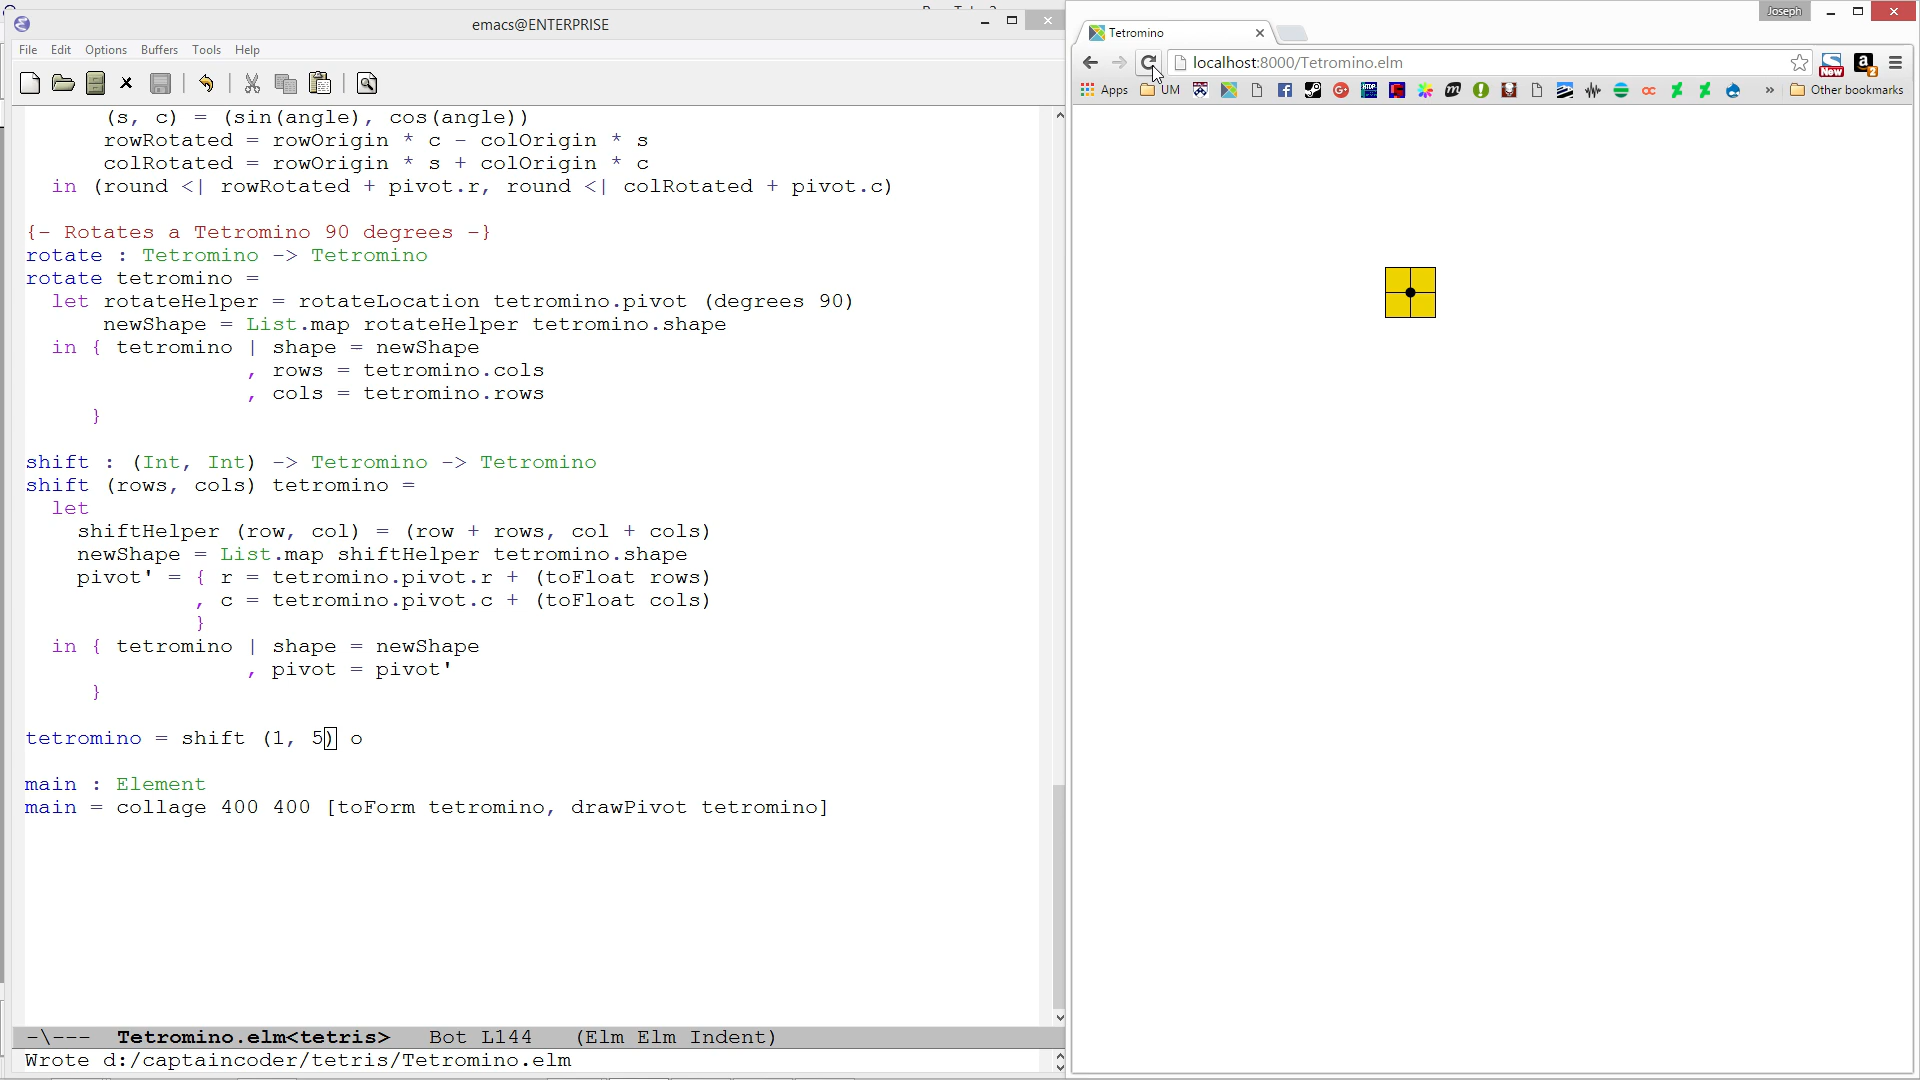 emacs@ENTERPRISE
File Edit Options Buffers Tools Help
(s, c) = (sin(angle), cos(angle))
rowRotated = rowOrigin * c - colOrigin * s
colRotated = rowOrigin * s + colOrigin * c
in (round <| rowRotated + pivot.r, round <| colRotated + pivot.c)
{- Rotates a Tetromino 90 degrees -}
rotate : Tetromino -> Tetromino
rotate tetromino =
let rotateHelper = rotateLocation tetromino.pivot (degrees 90)
newShape = List.map rotateHelper tetromino.shape
in { tetromino | shape = newShape
, rows = tetromino.cols
, cols = tetromino.rows
}
shift : (Int, Int) -> Tetromino -> Tetromino
shift (rows, cols) tetromino =
let
shiftHelper (row, col) = (row + rows, col + cols)
newShape = List.map shiftHelper tetromino.shape
pivot' = { r = tetromino.pivot.r + (toFloat rows)
, c = tetromino.pivot.c + (toFloat cols)
}
in { tetromino | shape = newShape
, pivot = pivot'
}
tetromino = shift (1, 5) o
main : Element
main = collage 400 400 [toForm tetromino, drawPivot tetromino]
-\--- Tetromino.elm<tetris> Bot L144 (Elm Elm Indent)
Wrote d:/captaincoder/tetris/Tetromino.elm
Joseph
Tetromino
localhost:8000/Tetromino.elm
New
a
2
Apps UM » Other bookmarks